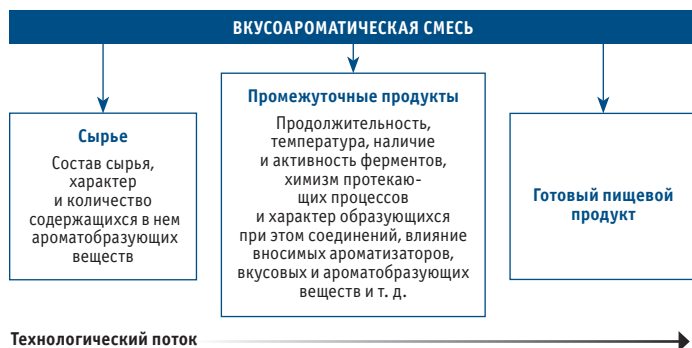 ВКУСОАРОМАТИЧЕСКАЯ СМЕСЬ
Сырье
Состав сырья,
характер
и количество
содержащихся в нем
ароматобразующих
веществ
Промежуточные продукты
Продолжительность,
температура, наличие
и активность ферментов,
химизм протекаю-
щих процессов
и характер образующихся
при этом соединений, влияние
вносимых ароматизаторов,
вкусовых и ароматобразующих
веществ и т. д.
Готовый пищевой
продукт
Технологический поток